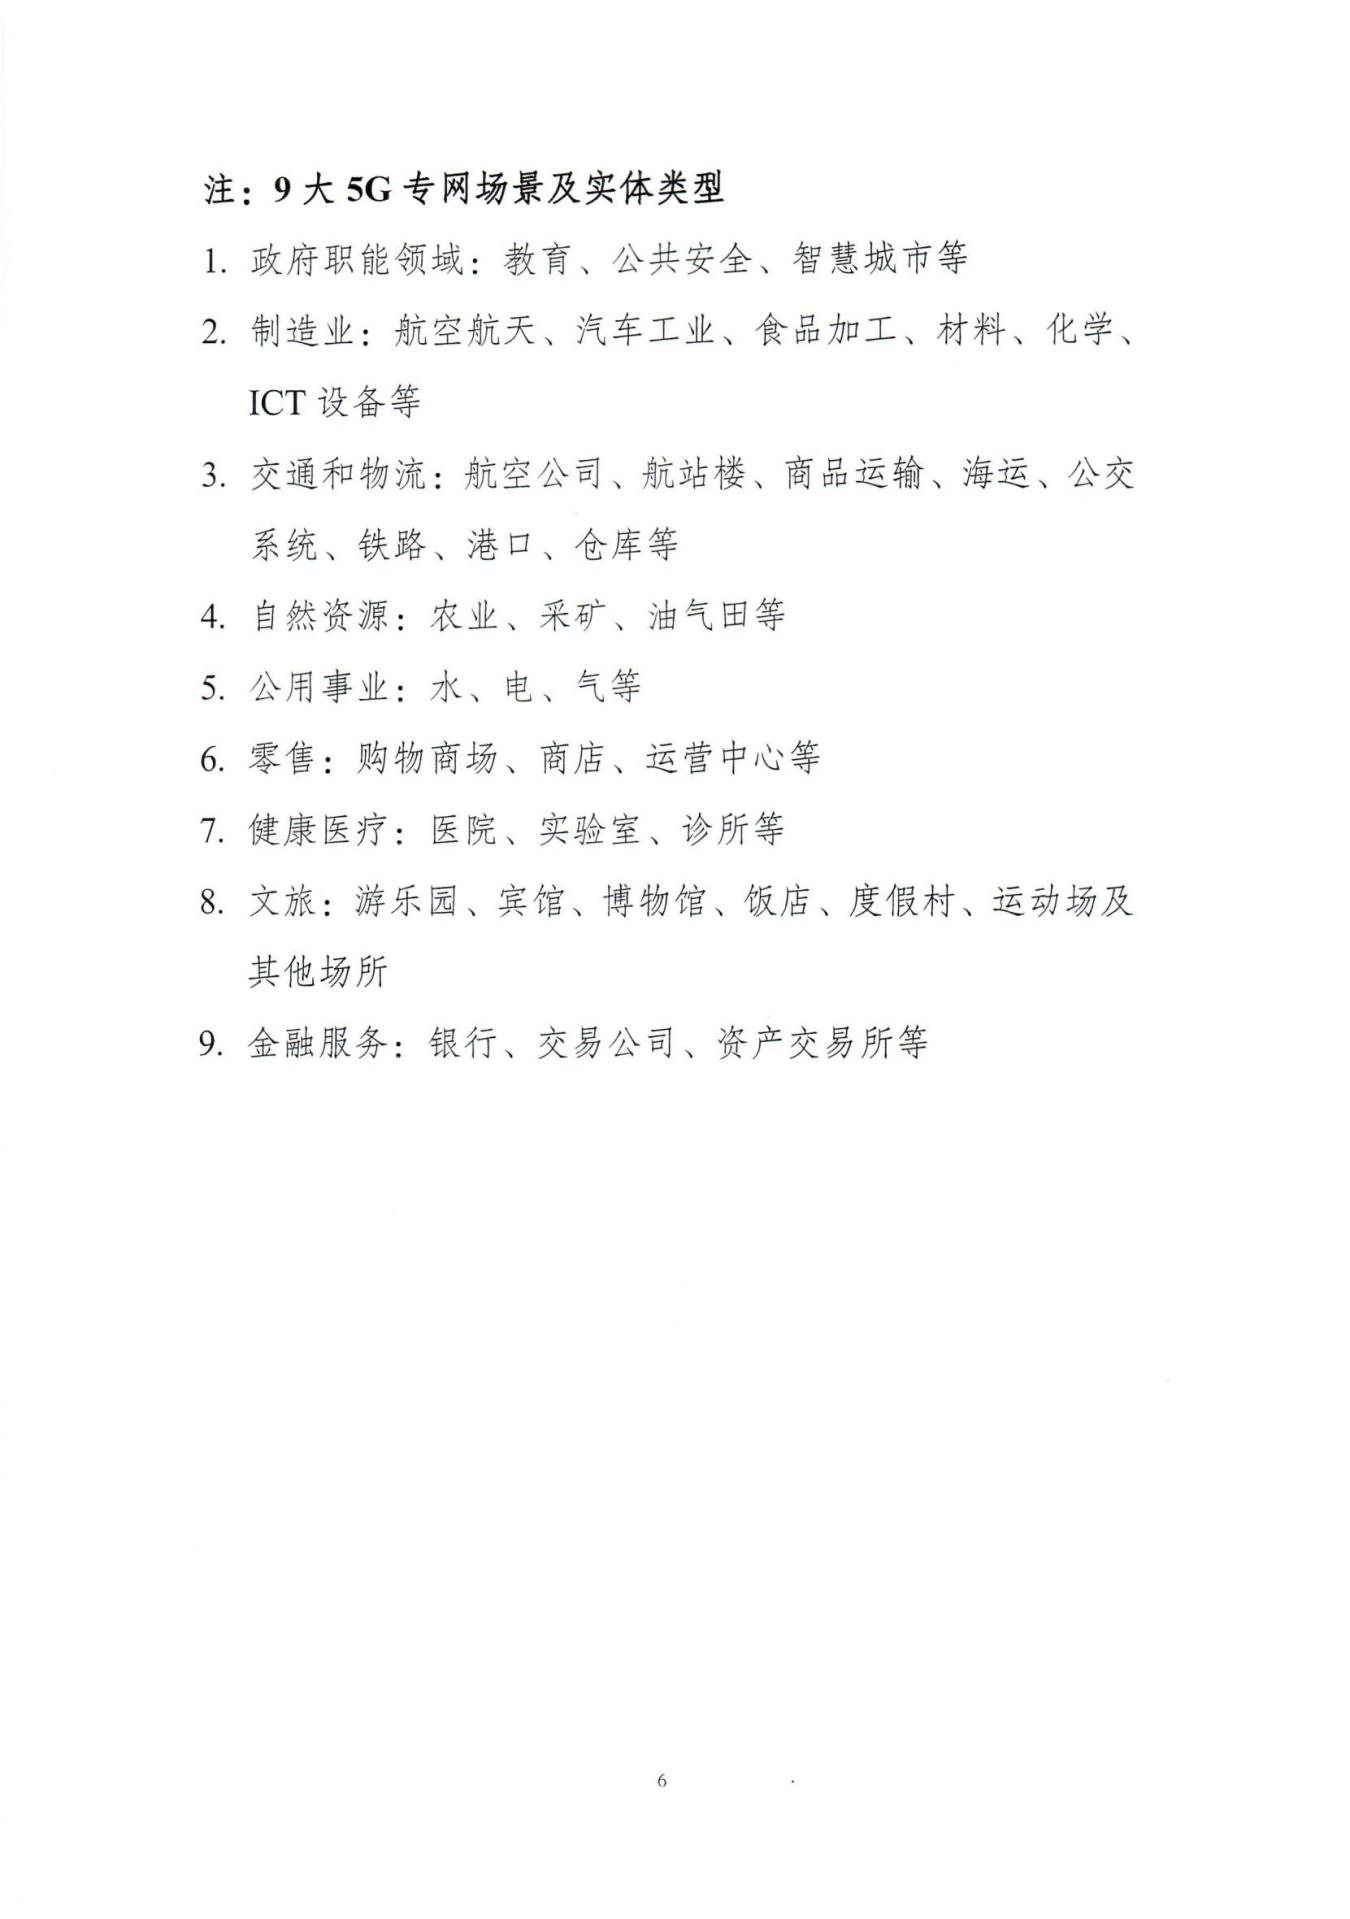 注：9 大 5G 专网场景及实体类型
1. 政府职能领域：教育、公共安全、智慧城市等
2. 制造业：航空航天、汽车工业、食品加工、材料、化学、
ICT 设备等
3. 交通和物流：航空公司、航站楼、商品运输、海运、公交
系统、铁路、港口、仓库等
4. 自然资源：农业、采矿、油气田等
5. 公用事业：水、电、气等
6. 零售：购物商场、商店、运营中心等
7. 健康医疗：医院、实验室、诊所等
8. 文旅：游乐园、宾馆、博物馆、饭店、度假村、运动场及
其他场所
9. 金融服务：银行、交易公司、资产交易所等
6